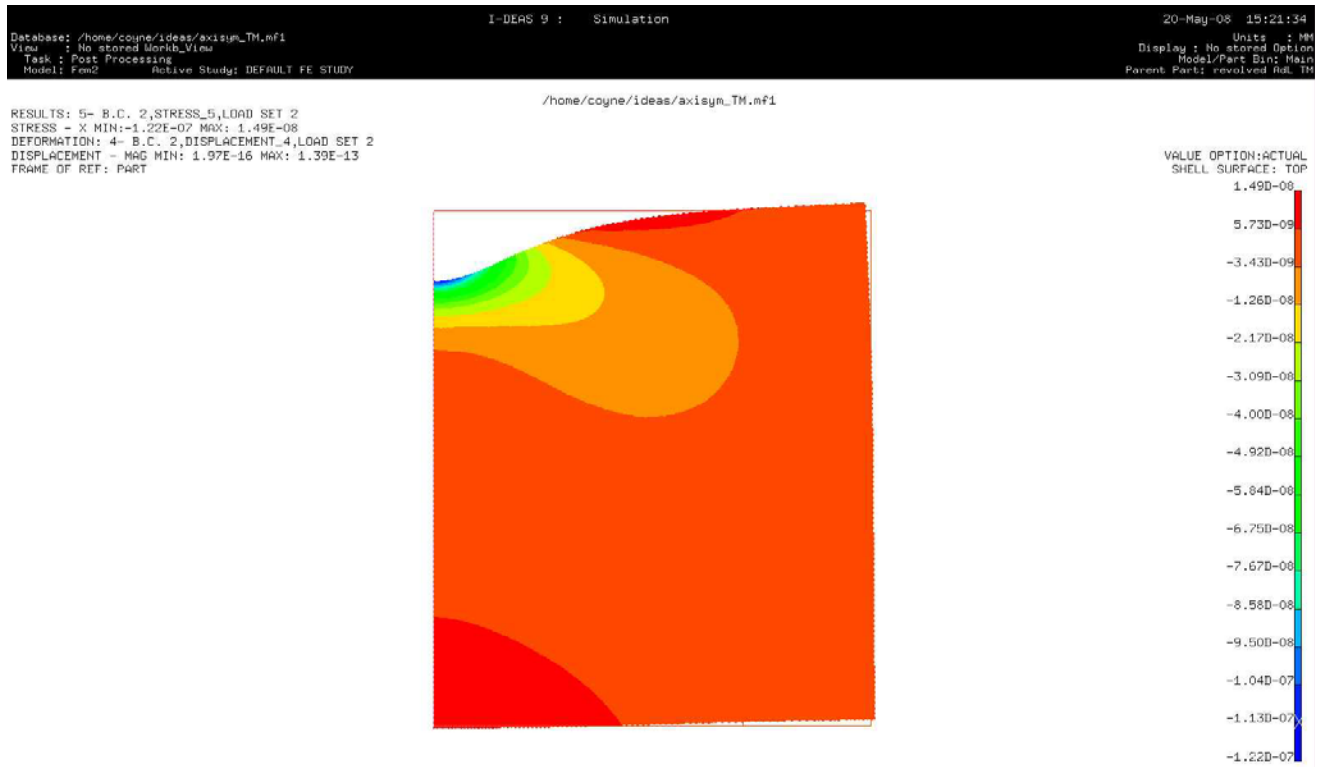 I-DEAS 9 :    Simulation
20-May-08   15:21:34
Database: /home/coyne/ideas/axisym_TM.mf1
View    : No stored Workb_View
Task : Post Processing
Model: Fem2    Active Study: DEFAULT FE STUDY
Units   : MM
Display : No stored Option
Model/Part Bin: Main
Parent Part: revolved AdL TM
/home/coyne/ideas/axisym_TM.mf1
RESULTS: 5- B.C. 2,STRESS_5,LOAD SET 2
STRESS - X MIN:-1.22E-07 MAX: 1.49E-08
DEFORMATION: 4- B.C. 2,DISPLACEMENT_4,LOAD SET 2
DISPLACEMENT - MAG MIN: 1.97E-16 MAX: 1.39E-13
FRAME OF REF: PART
VALUE OPTION:ACTUAL
SHELL SURFACE: TOP
1.49D-08
5.73D-09
-3.43D-09
-1.26D-08
-2.17D-08
-3.09D-08
-4.00D-08
-4.92D-08
-5.84D-08
-6.75D-08
-7.67D-08
-8.58D-08
-9.50D-08
-1.04D-07
-1.13D-07
-1.22D-07